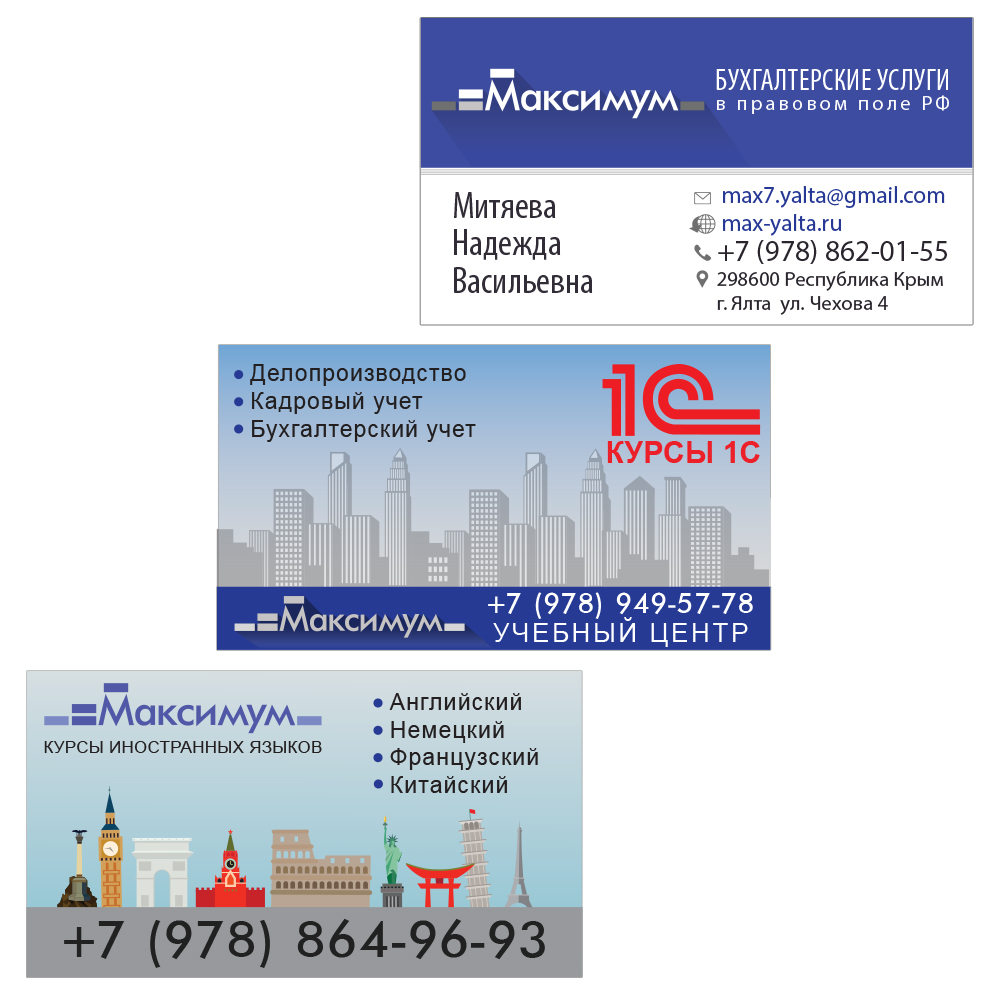 Максимум
БУХГАЛТЕРСКИЕ УСЛУГИ
в правовом поле РФ
Митяева
Надежда
Васильевна
max7.yalta@gmail.com
max-yalta.ru
+7 (978) 862-01-55
298600 Республика Крым
г. Ялта ул. Чехова 4
Делопроизводство
Кадровый учет
Бухгалтерский учет
1С
КУРСЫ 1С
Максимум
+7 (978) 949-57-78
УЧЕБНЫЙ ЦЕНТР
Максимум
КУРСЫ ИНОСТРАННЫХ ЯЗЫКОВ
Английский
Немецкий
Французский
Китайский
+7 (978) 864-96-93